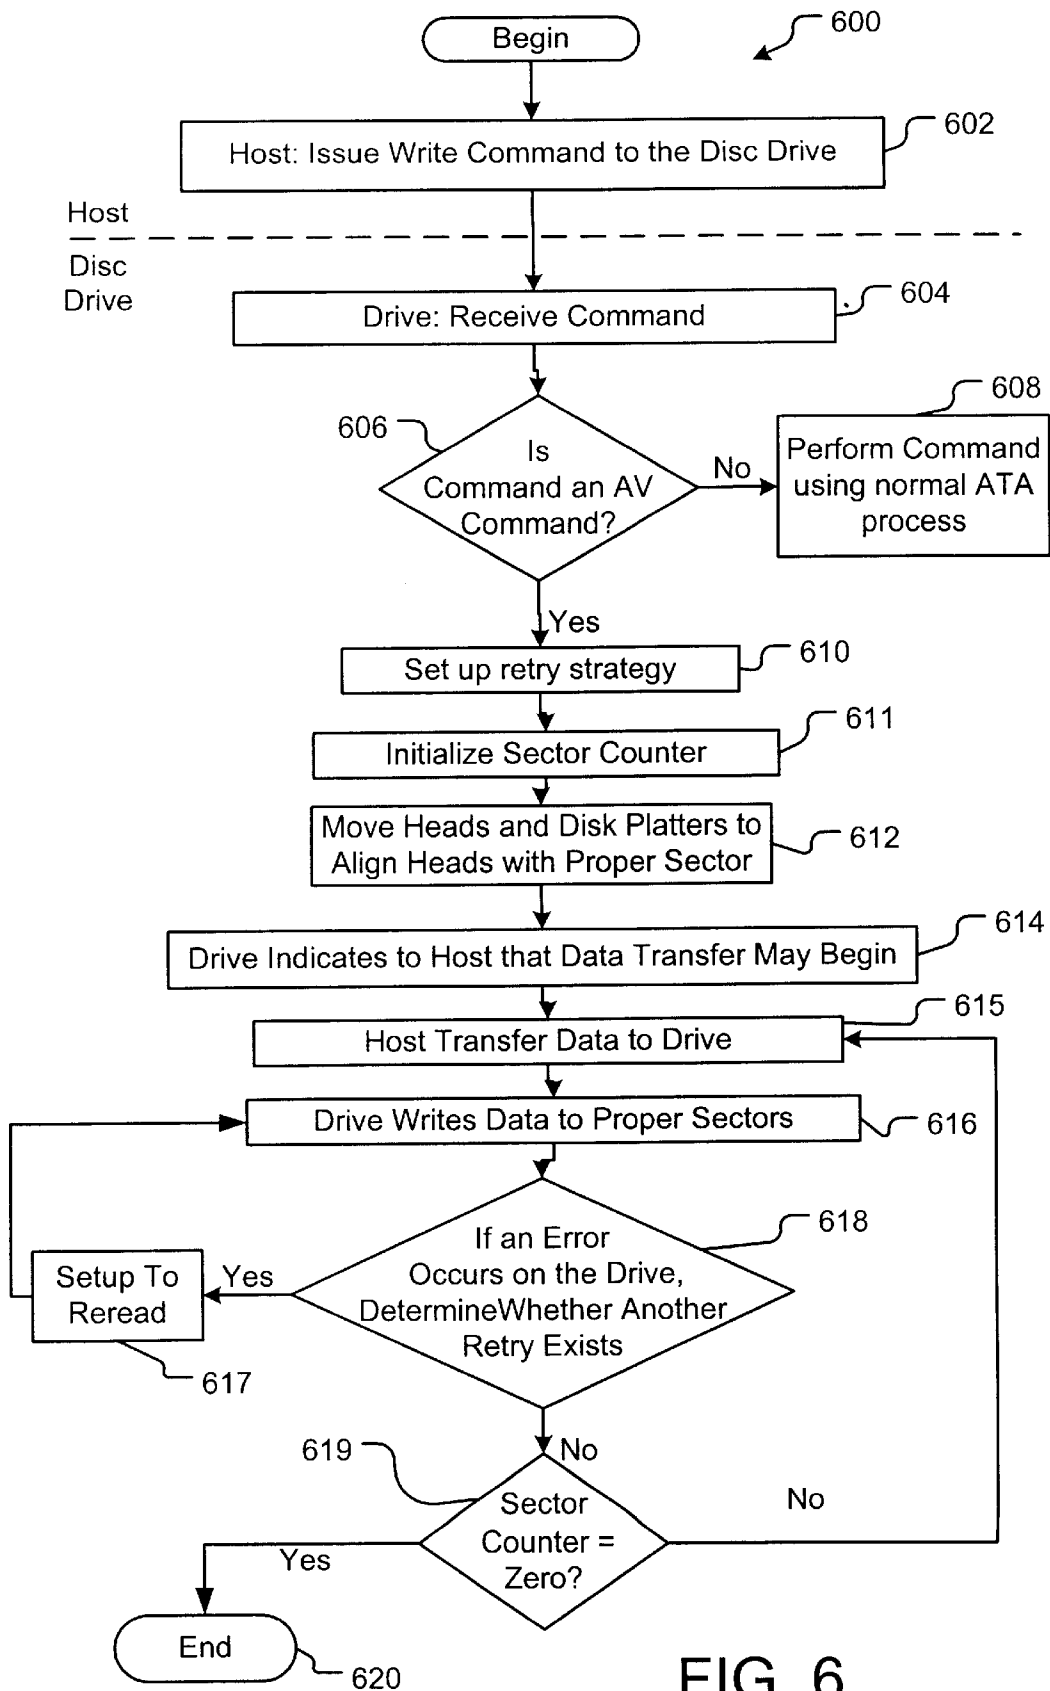 Begin
600
Host: Issue Write Command to the Disc Drive
602
Host
Disc
Drive
Drive: Receive Command
604
606
Is
Command an AV
Command?
No
608
Perform Command
using normal ATA
process
Yes
Set up retry strategy
610
Initialize Sector Counter
611
Move Heads and Disk Platters to
Align Heads with Proper Sector
612
Drive Indicates to Host that Data Transfer May Begin
614
Host Transfer Data to Drive
615
Drive Writes Data to Proper Sectors
616
If an Error
Occurs on the Drive,
DetermineWhether Another
Retry Exists
618
Yes
Setup To
Reread
617
No
619
Sector
Counter =
Zero?
No
Yes
End
620
FIG. 6